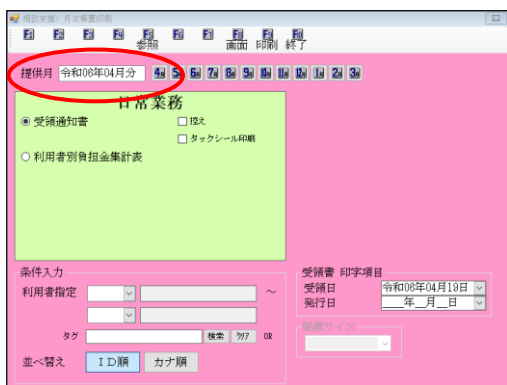 相談支援) 月次帳票印刷
F1 F2 F3 F4 F5 F6 F7 F8 F9 F0
参照 画面 印刷 終了
提供月 令和06年04月分 4月 5月 6月 7月 8月 9月 10月 11月 12月 1月 2月 3月
日常業務
受領通知書 控え
タックシール印刷
利用者別負担金集計表
条件入力
利用者指定 ～
タグ 検索 クリア OR
並べ替え ID順 カナ順
受領書 印字項目
受領日 令和06年04月19日
発行日 __年__月__日
帳票サイズ